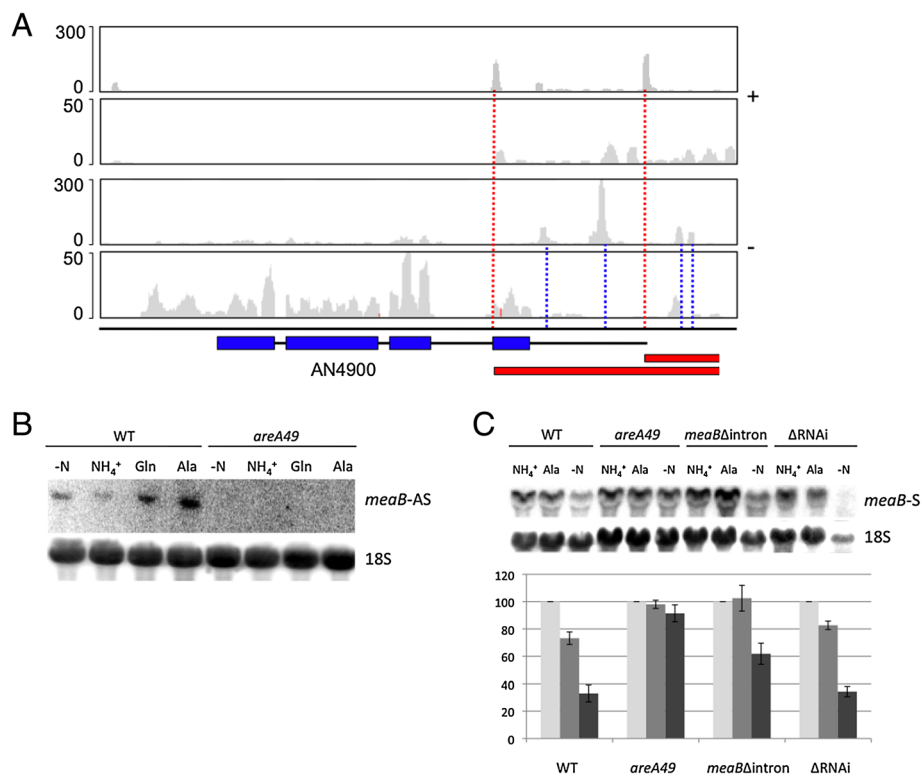 A
300
0
50
0
+
300
0
50
0
-
AN4900
B
WT areA49
-N NH4+ Gln Ala -N NH4+ Gln Ala
meaB-AS
18S
C
WT areA49 meaBΔintron ΔRNAi
NH4+ Ala -N NH4+ Ala -N NH4+ Ala -N NH4+ Ala -N
meaB-S
18S
120
100
80
60
40
20
0
WT areA49 meaBΔintron ΔRNAi